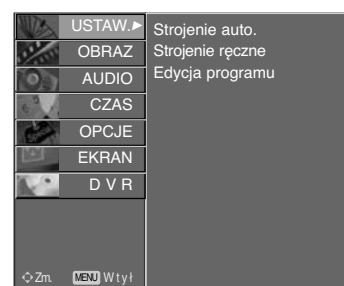 USTAW.
OBRAZ
AUDIO
CZAS
OPCJE
EKRAN
D V R
Strojenie auto.
Strojenie ręczne
Edycja programu
Zm. MENU Wtył